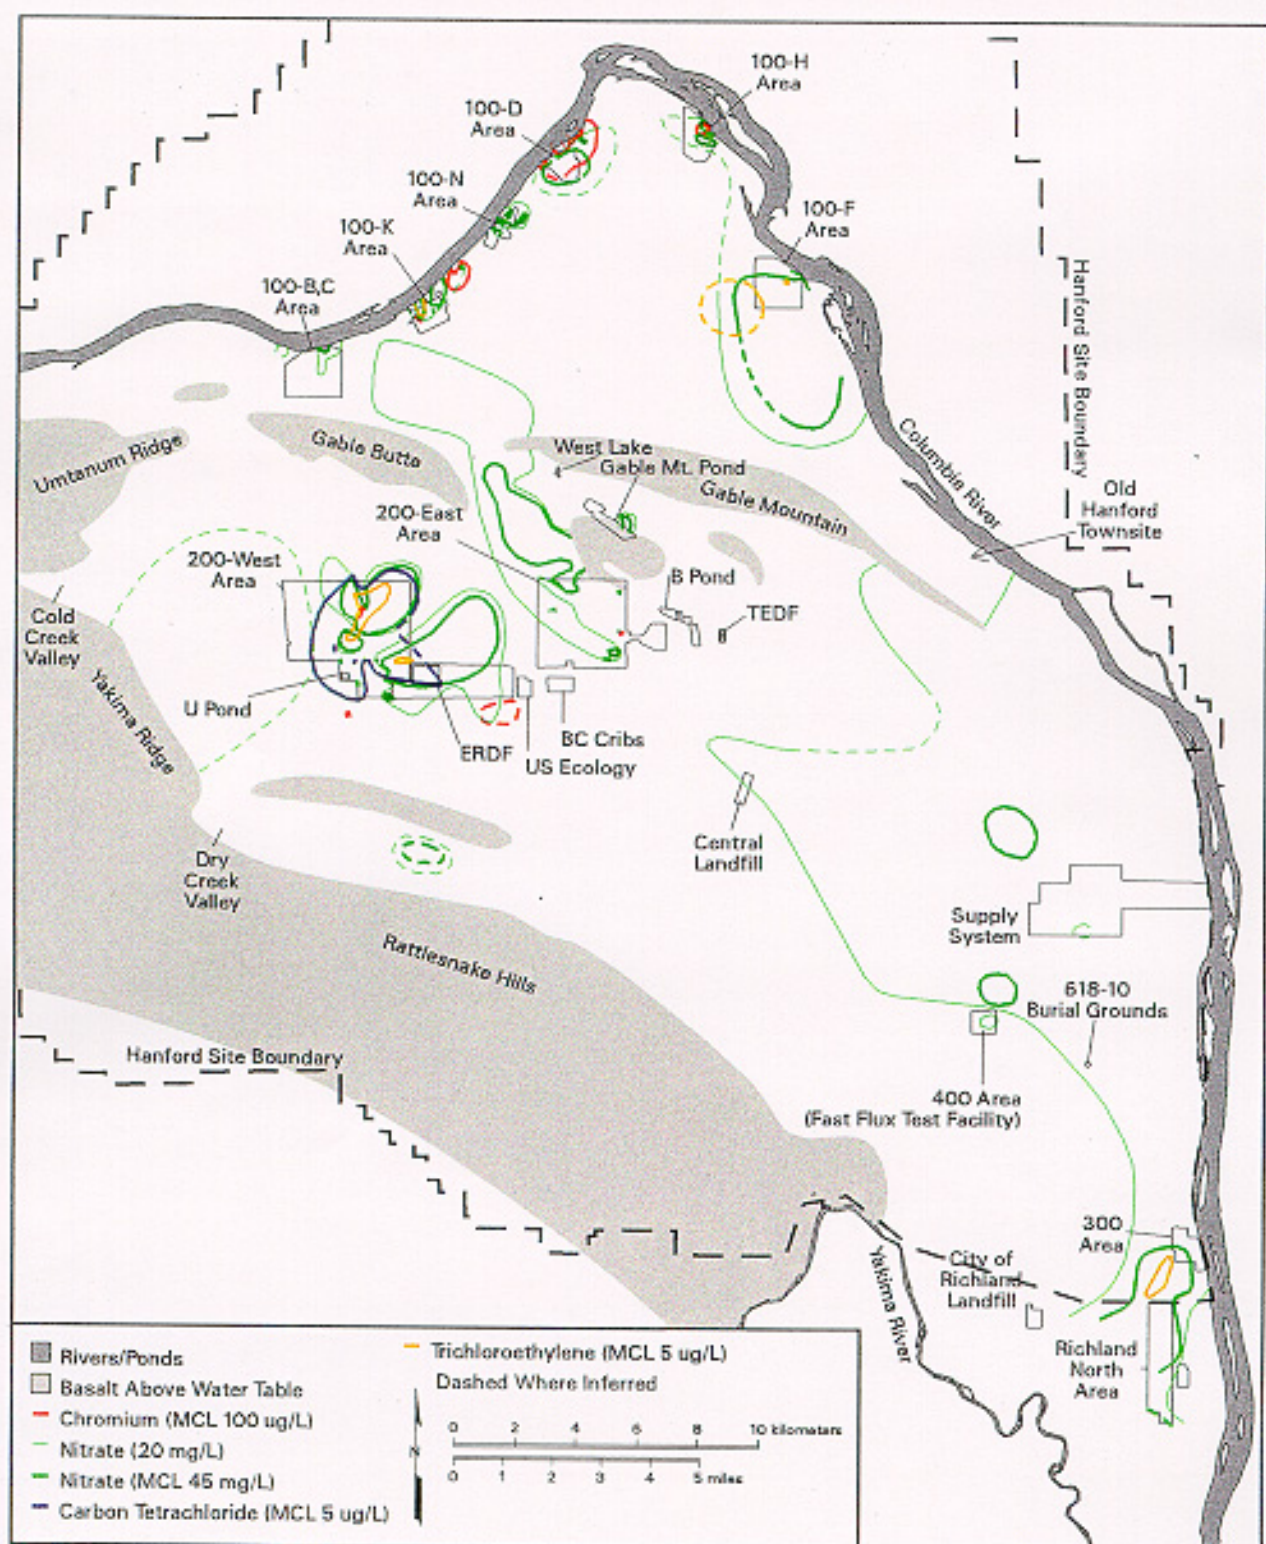 100-H
Area
100-D
Area
100-N
Area
100-F
Area
100-K
Area
100-B,C
Area
Hanford Site Boundary
Columbia River
Umtanum Ridge
Gable Butte
West Lake
Gable Mt. Pond
Gable Mountain
Old
Hanford
Townsite
200-East
Area
200-West
Area
B Pond
TEDF
Cold
Creek
Valley
Yakima Ridge
U Pond
ERDF
BC Cribs
US Ecology
Central
Landfill
Dry
Creek
Valley
Supply
System
Rattlesnake Hills
618-10
Burial Grounds
Hanford Site Boundary
400 Area
(Fast Flux Test Facility)
300
Area
City of
Richland
Landfill
Yakima River
Richland
North
Area
Rivers/Ponds
Basalt Above Water Table
Chromium (MCL 100 ug/L)
Nitrate (20 mg/L)
Nitrate (MCL 45 mg/L)
Carbon Tetrachloride (MCL 5 ug/L)
Trichloroethylene (MCL 5 ug/L)
Dashed Where Inferred
N
0 2 4 6 8 10 kilometers
0 1 2 3 4 5 miles